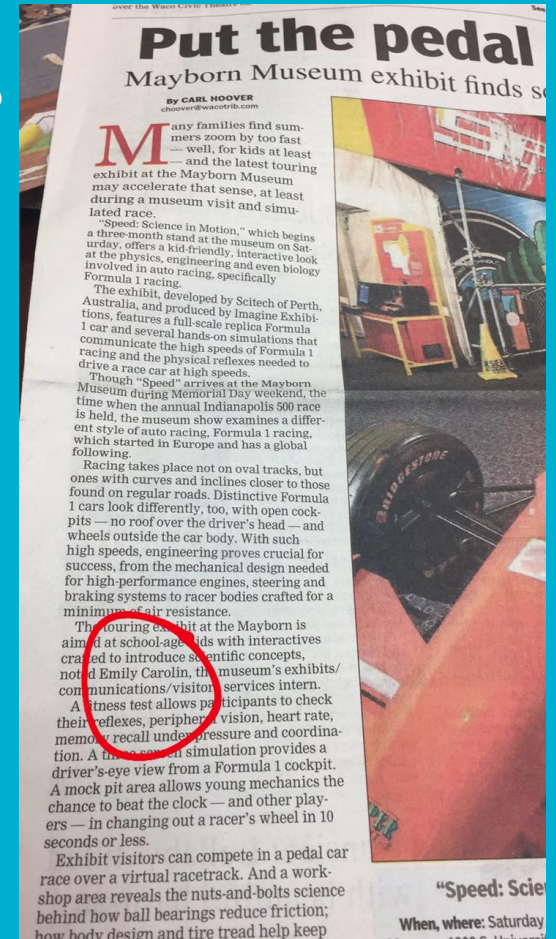 over the Waco Civic Theatre
See
Put the pedal
Mayborn Museum exhibit finds
By CARL HOOVER
choover@wacotrib.com
Many families find sum-
mers zoom by too fast
— well, for kids at least
— and the latest touring
exhibit at the Mayborn Museum
may accelerate that sense, at least
during a museum visit and simu-
lated race.
“Speed: Science in Motion,” which begins
a three-month stand at the museum on Sat-
urday, offers a kid-friendly, interactive look
at the physics, engineering and even biology
involved in auto racing, specifically
Formula 1 racing.
The exhibit, developed by Scitech of Perth,
Australia, and produced by Imagine Exhibi-
tions, features a full-scale replica Formula
1 car and several hands-on simulations that
communicate the high speeds of Formula 1
racing and the physical reflexes needed to
drive a race car at high speeds.
Though “Speed” arrives at the Mayborn
Museum during Memorial Day weekend, the
time when the annual Indianapolis 500 race
is held, the museum show examines a differ-
ent style of auto racing, Formula 1 racing,
which started in Europe and has a global
following.
Racing takes place not on oval tracks, but
ones with curves and inclines closer to those
found on regular roads. Distinctive Formula
1 cars look differently, too, with open cock-
pits — no roof over the driver’s head — and
wheels outside the car body. With such
high speeds, engineering proves crucial for
success, from the mechanical design needed
for high-performance engines, steering and
braking systems to racer bodies crafted for a
minimum of air resistance.
The touring exhibit at the Mayborn is
aimed at school-age kids with interactives
crafted to introduce scientific concepts,
noted Emily Carolin, the museum’s exhibits/
communications/visitor services intern.
A fitness test allows participants to check
their reflexes, peripheral vision, heart rate,
memory recall under pressure and coordina-
tion. A three-screen simulation provides a
driver’s-eye view from a Formula 1 cockpit.
A mock pit area allows young mechanics the
chance to beat the clock — and other play-
ers — in changing out a racer’s wheel in 10
seconds or less.
Exhibit visitors can compete in a pedal car
race over a virtual racetrack. And a work-
shop area reveals the nuts-and-bolts science
behind how ball bearings reduce friction;
how body design and tire tread help keep
BRIDGESTONE
“Speed: Scie
When, where: Saturday